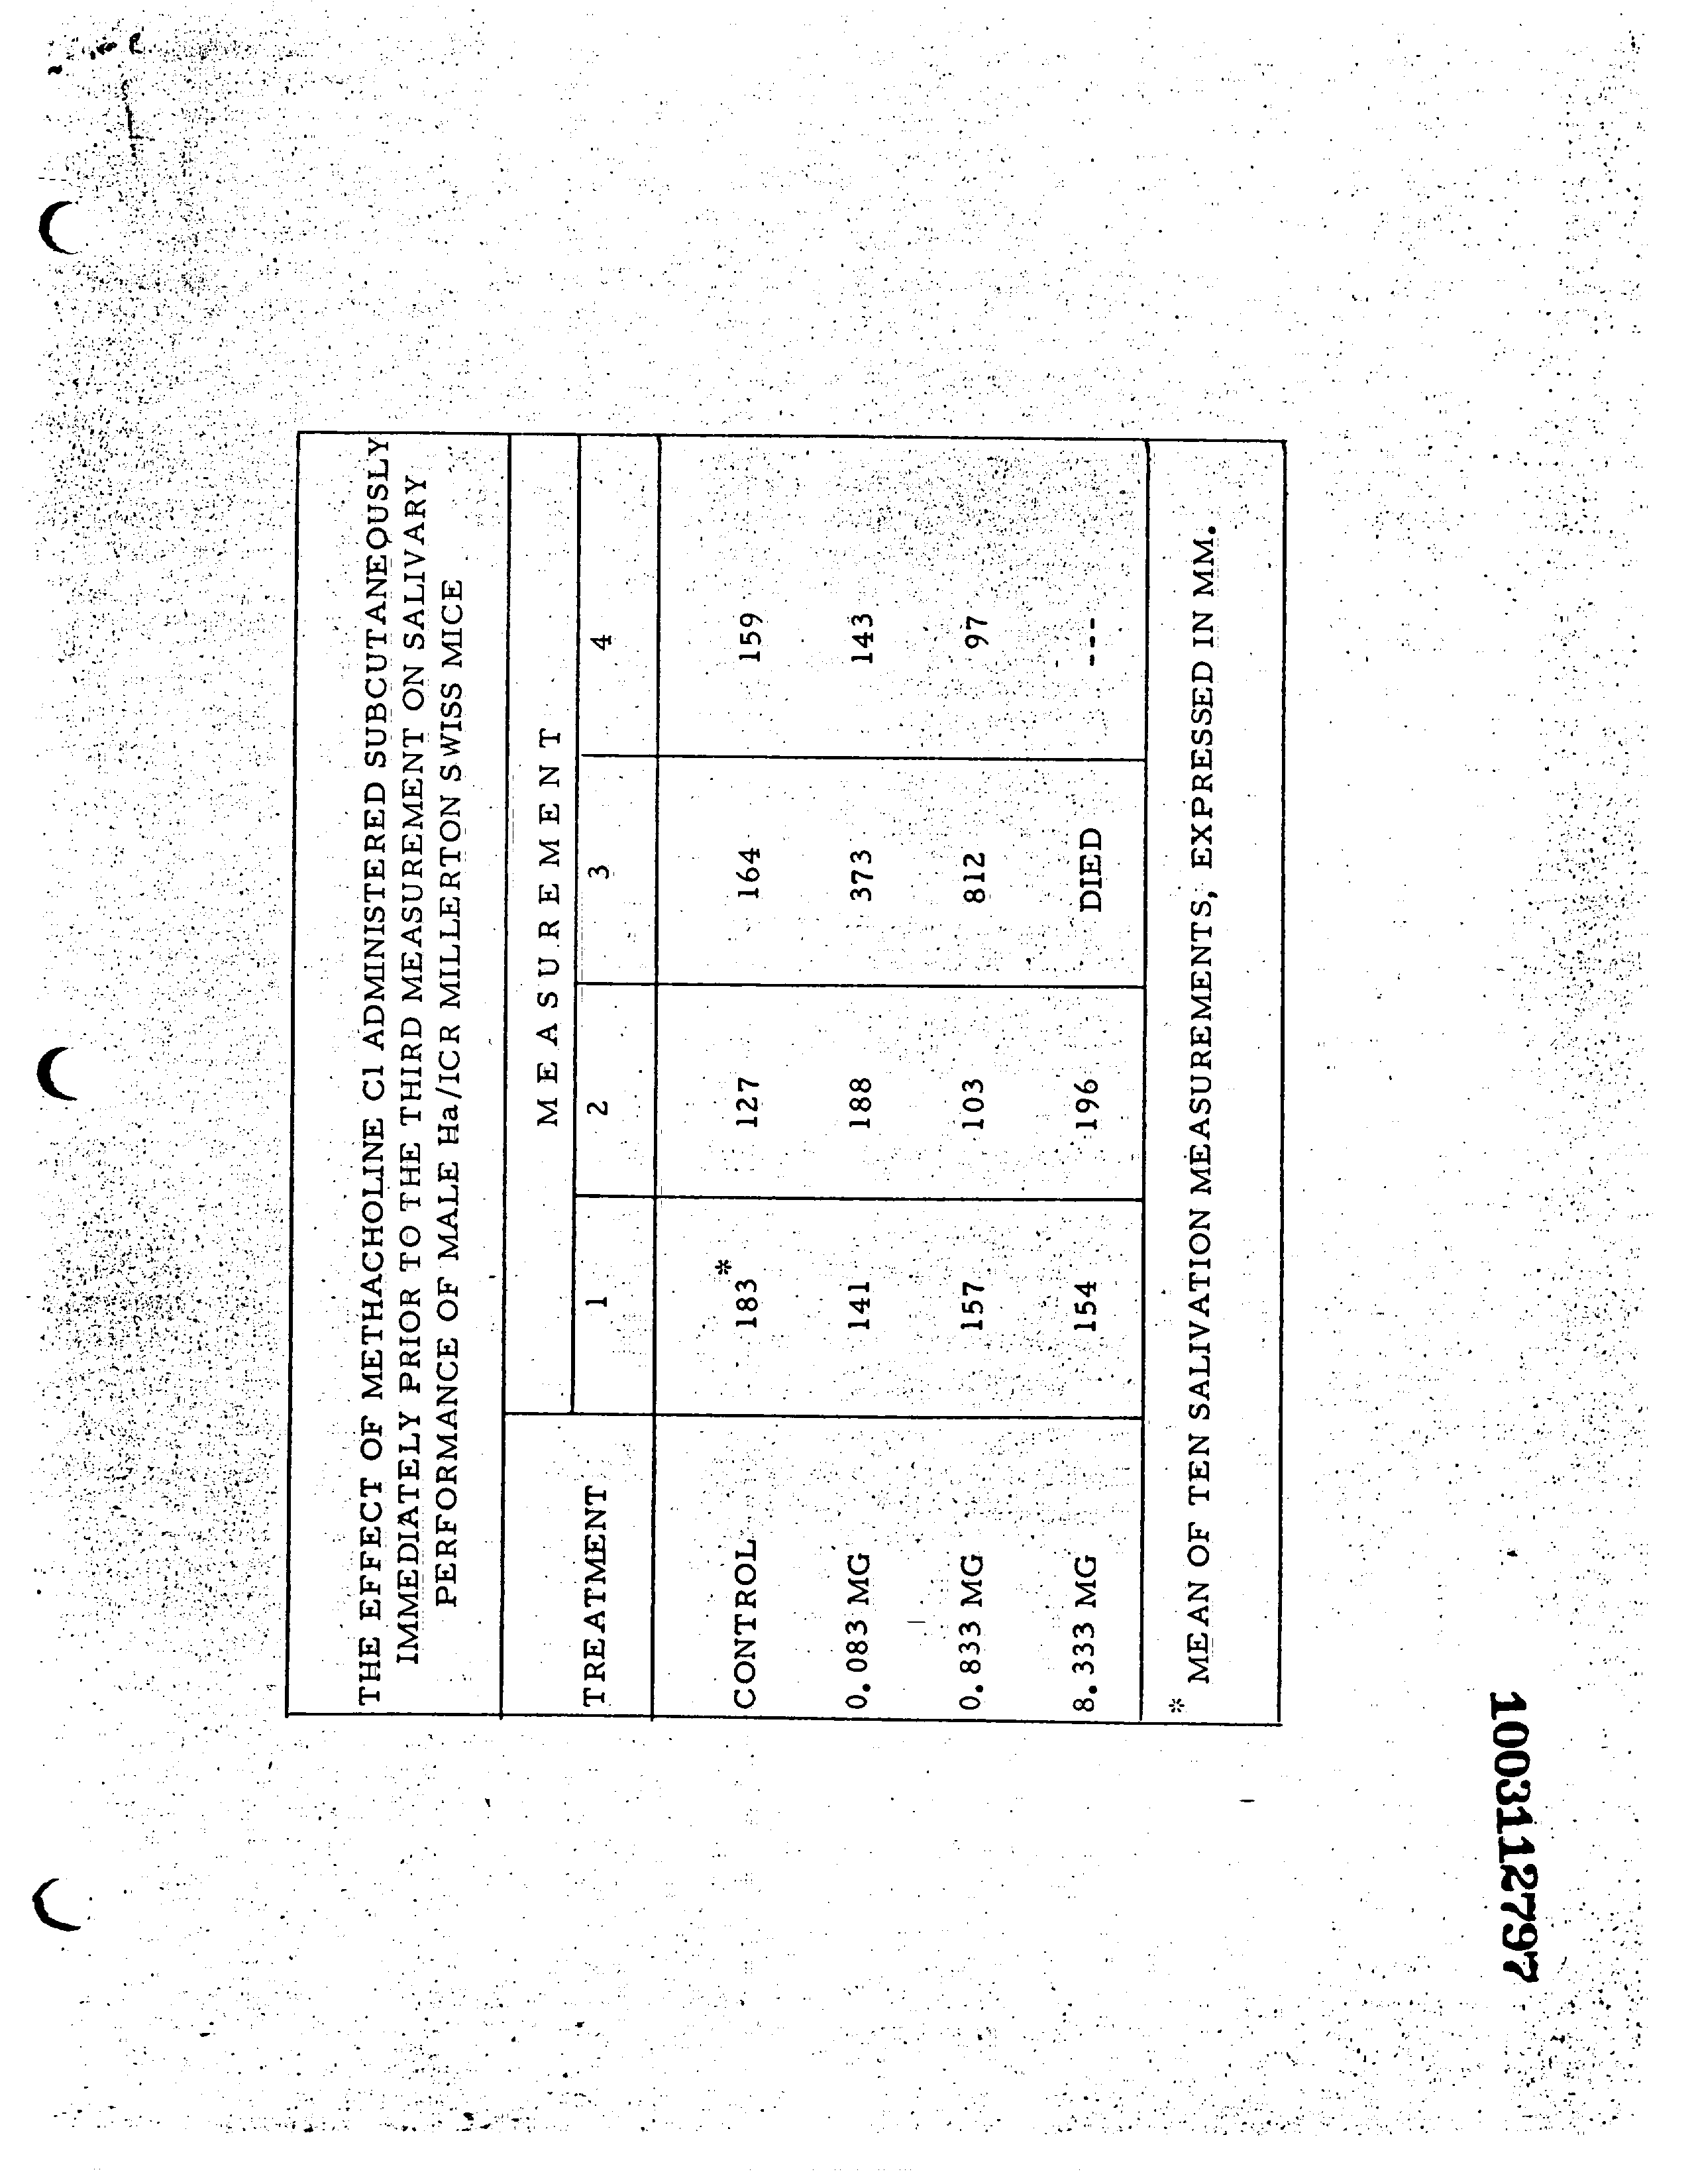 THE EFFECT OF METHACHOLINE Cl ADMINISTERED SUBCUTANEOUSLY
IMMEDIATELY PRIOR TO THE THIRD MEASUREMENT ON SALIVARY
PERFORMANCE OF MALE Ha/ICR MILLERTON SWISS MICE
MEASUREMENT
TREATMENT 1 2 3 4
CONTROL 183* 127 164 159
0.083 MG 141 188 373 143
0.833 MG 157 103 812 97
8.333 MG 154 196 DIED ---
* MEAN OF TEN SALIVATION MEASUREMENTS, EXPRESSED IN MM.
1003112797